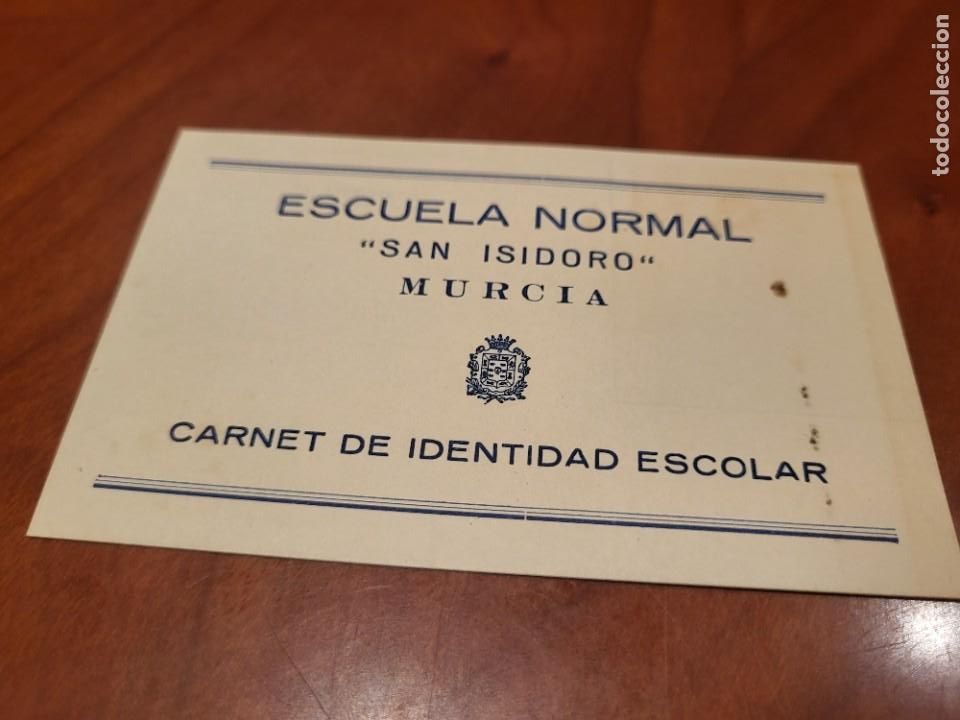 ESCUELA NORMAL
"SAN ISIDORO"
MURCIA
CARNET DE IDENTIDAD ESCOLAR
todocoleccion